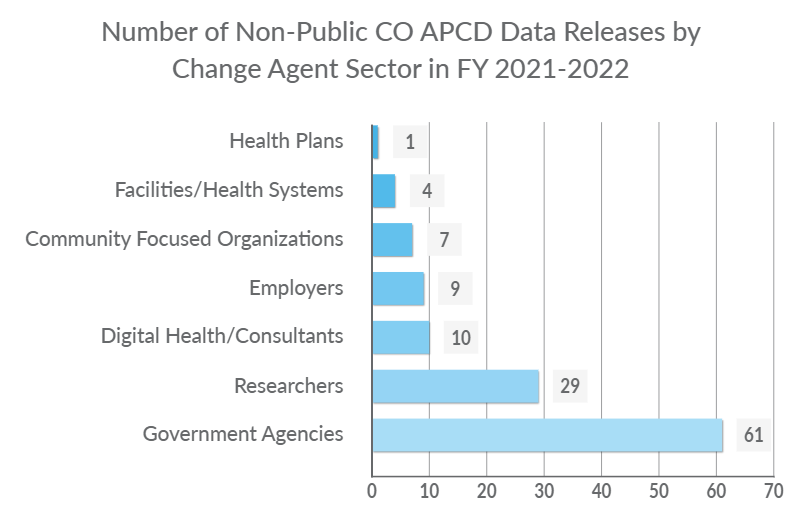 Number of Non-Public CO APCD Data Releases by
Change Agent Sector in FY 2021-2022
Health Plans 1
Facilities/Health Systems 4
Community Focused Organizations 7
Employers 9
Digital Health/Consultants 10
Researchers 29
Government Agencies 61
0 10 20 30 40 50 60 70